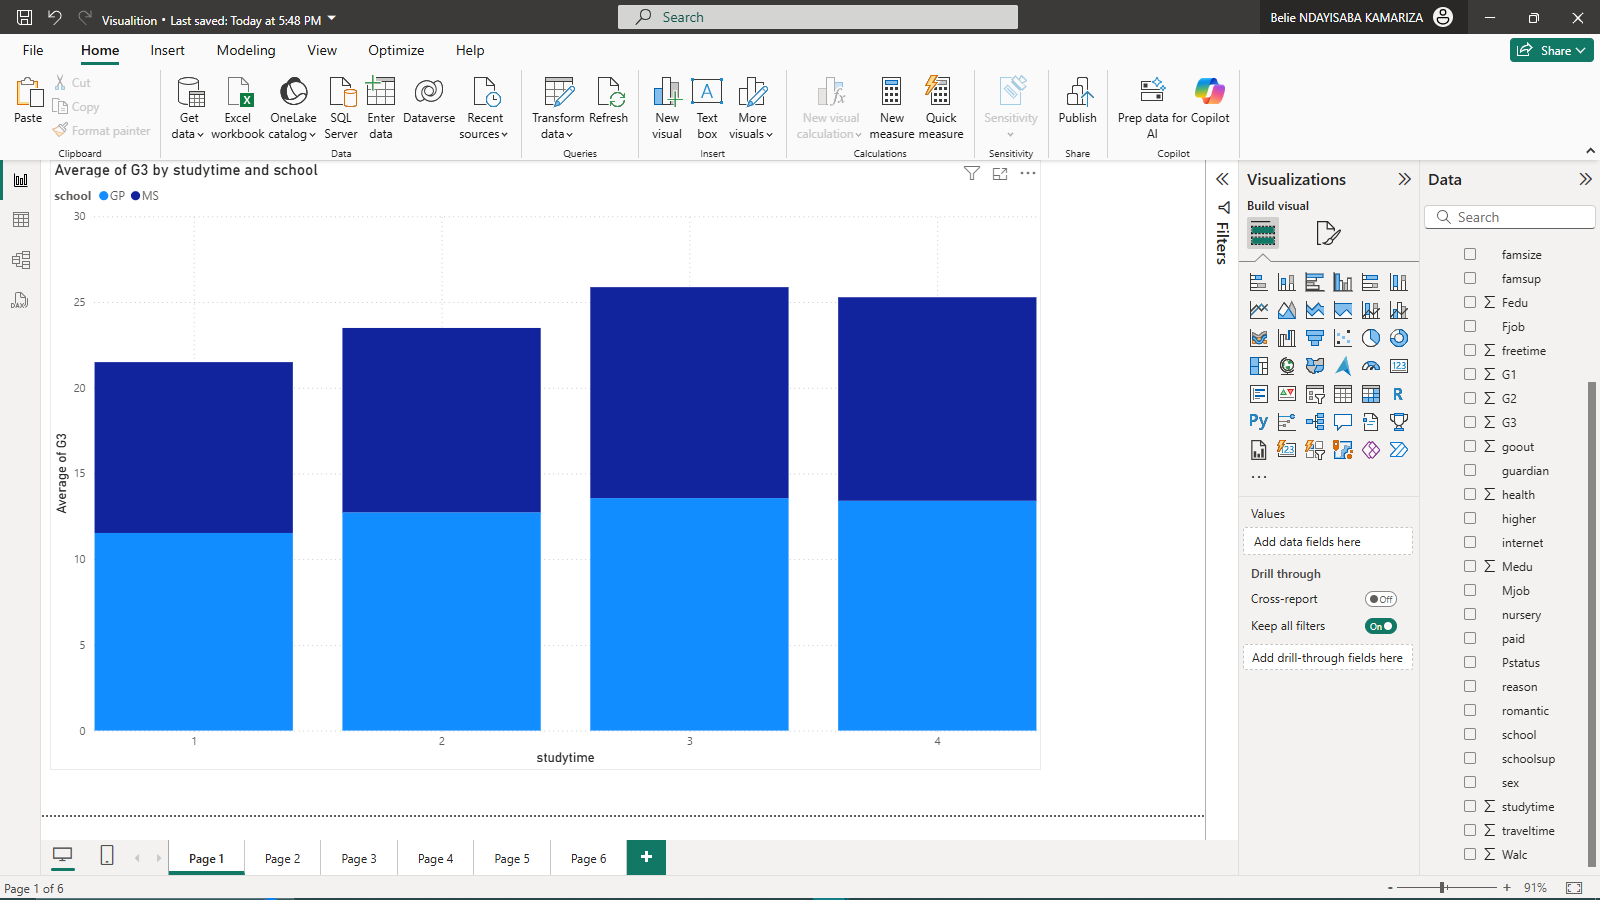 Visualition • Last saved: Today at 5:48 PM
Search
Belie NDAYISABA KAMARIZA
File
Home
Insert
Modeling
View
Optimize
Help
Share
Paste
Cut
Copy
Format painter
Clipboard
Get data
Excel workbook
OneLake catalog
SQL Server
Enter data
Dataverse
Recent sources
Data
Transform data
Refresh
Queries
New visual
Text box
More visuals
Insert
New visual calculation
New measure
Quick measure
Calculations
Sensitivity
Sensitivity
Publish
Share
Prep data for AI
Copilot
Copilot
Average of G3 by studytime and school
school GP MS
30
25
20
15
10
5
0
Average of G3
1
2
3
4
studytime
Filters
Visualizations
Build visual
Values
Add data fields here
Drill through
Cross-report
Off
Keep all filters
On
Add drill-through fields here
Data
Search
famsize
famsup
Fedu
Fjob
freetime
G1
G2
G3
goout
guardian
health
higher
internet
Medu
Mjob
nursery
paid
Pstatus
reason
romantic
school
schoolsup
sex
studytime
traveltime
Walc
Page 1
Page 2
Page 3
Page 4
Page 5
Page 6
Page 1 of 6
91%